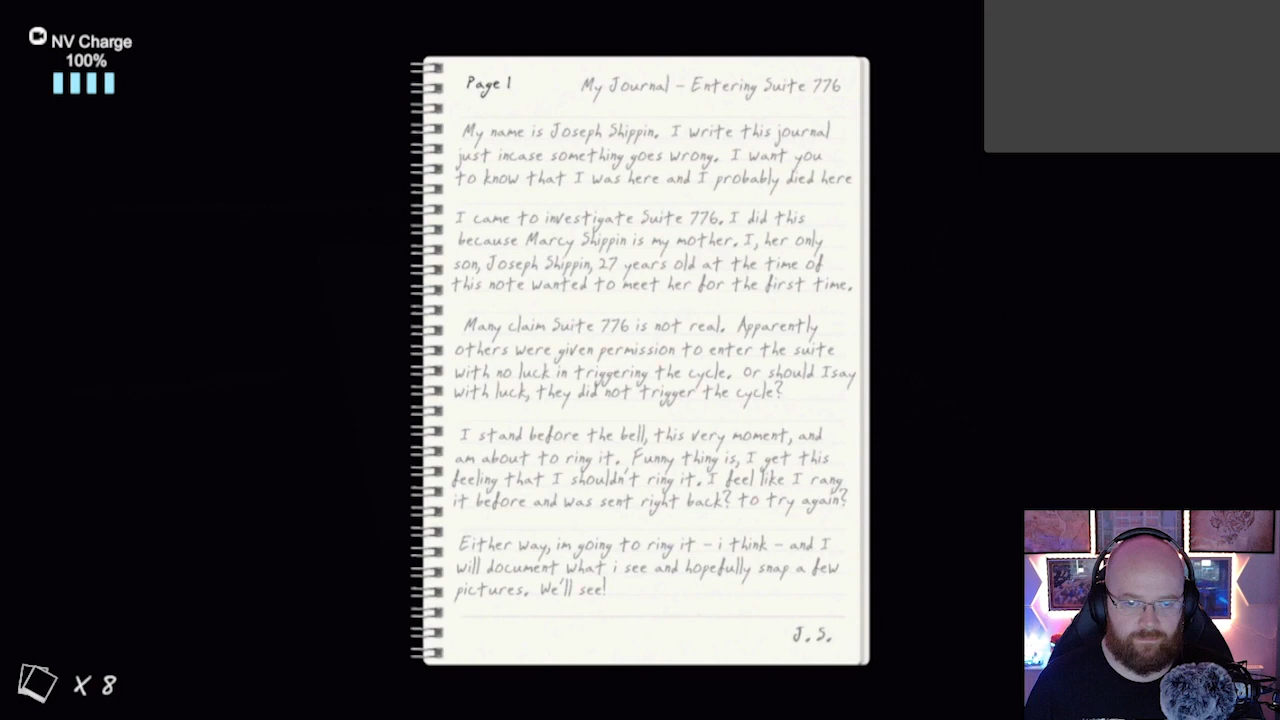 NV Charge
100%
Page 1
My Journal - Entering Suite 776
My name is Joseph Shippin. I write this journal
just incase something goes wrong. I want you
to know that I was here and I probably died here
I came to investigate Suite 776. I did this
because Marcy Shippin is my mother. I, her only
son, Joseph Shippin, 27 years old at the time of
this note wanted to meet her for the first time.
Many claim Suite 776 is not real. Apparently
others were given permission to enter the suite
with no luck in triggering the cycle. Or should I say
with luck, they did not trigger the cycle?
I stand before the bell, this very moment, and
am about to ring it. Funny thing is, I get this
feeling that I shouldn't ring it. I feel like I rang
it before and was sent right back? to try again?
Either way, im going to ring it - i think - and I
will document what i see and hopefully snap a few
pictures. We'll see!
J.S.
X 8